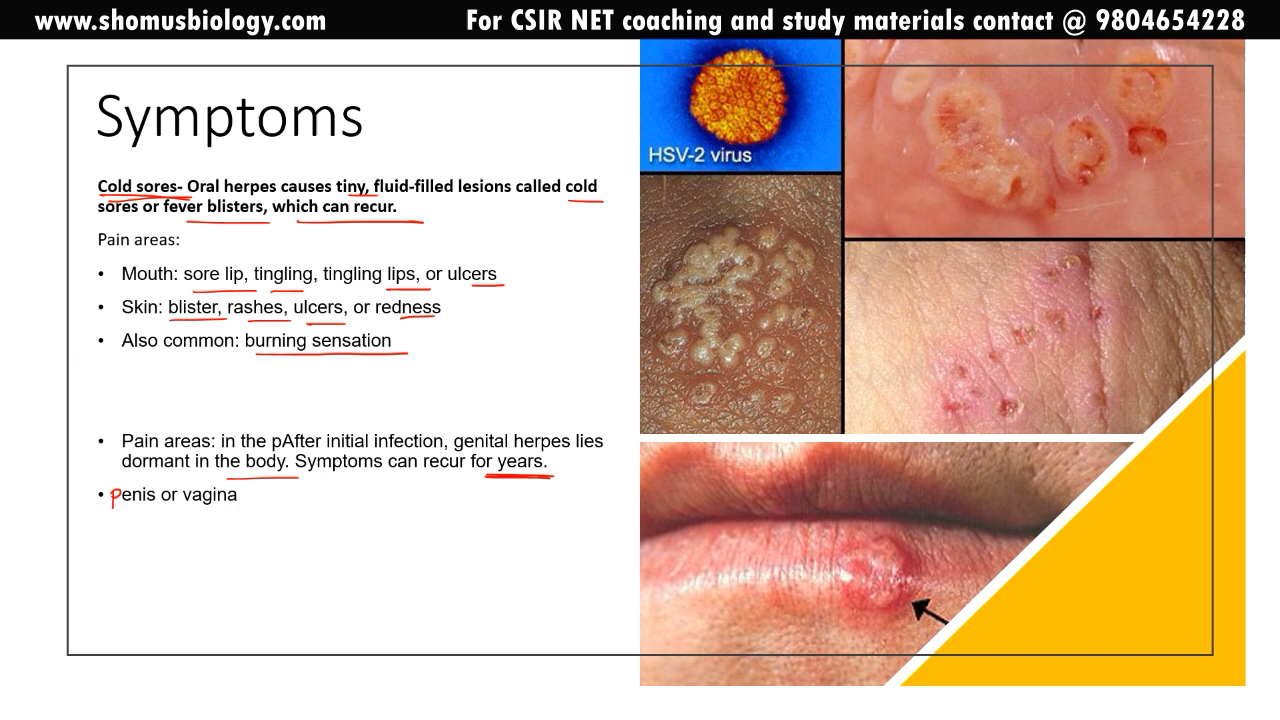 www.shomusbiology.com
For CSIR NET coaching and study materials contact @ 9804654228
Symptoms
Cold sores- Oral herpes causes tiny, fluid-filled lesions called cold
sores or fever blisters, which can recur.
Pain areas:
• Mouth: sore lip, tingling, tingling lips, or ulcers
• Skin: blister, rashes, ulcers, or redness
• Also common: burning sensation
• Pain areas: in the pAfter initial infection, genital herpes lies
dormant in the body. Symptoms can recur for years.
• penis or vagina
HSV-2 virus